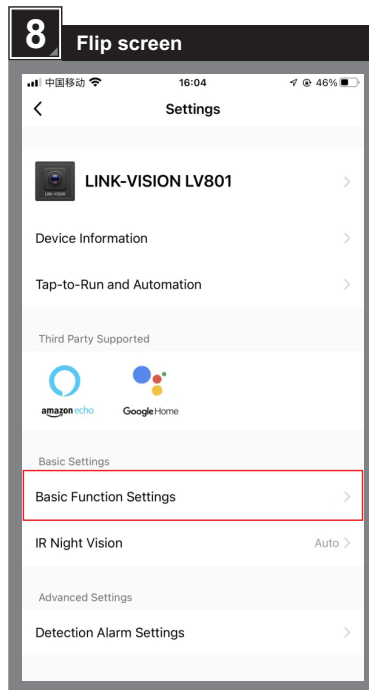 8 Flip screen
中国移动 16:04 46%
Settings
LINK-VISION
LINK-VISION LV801
Device Information
Tap-to-Run and Automation
Third Party Supported
amazon echo Google Home
Basic Settings
Basic Function Settings
IR Night Vision Auto
Advanced Settings
Detection Alarm Settings